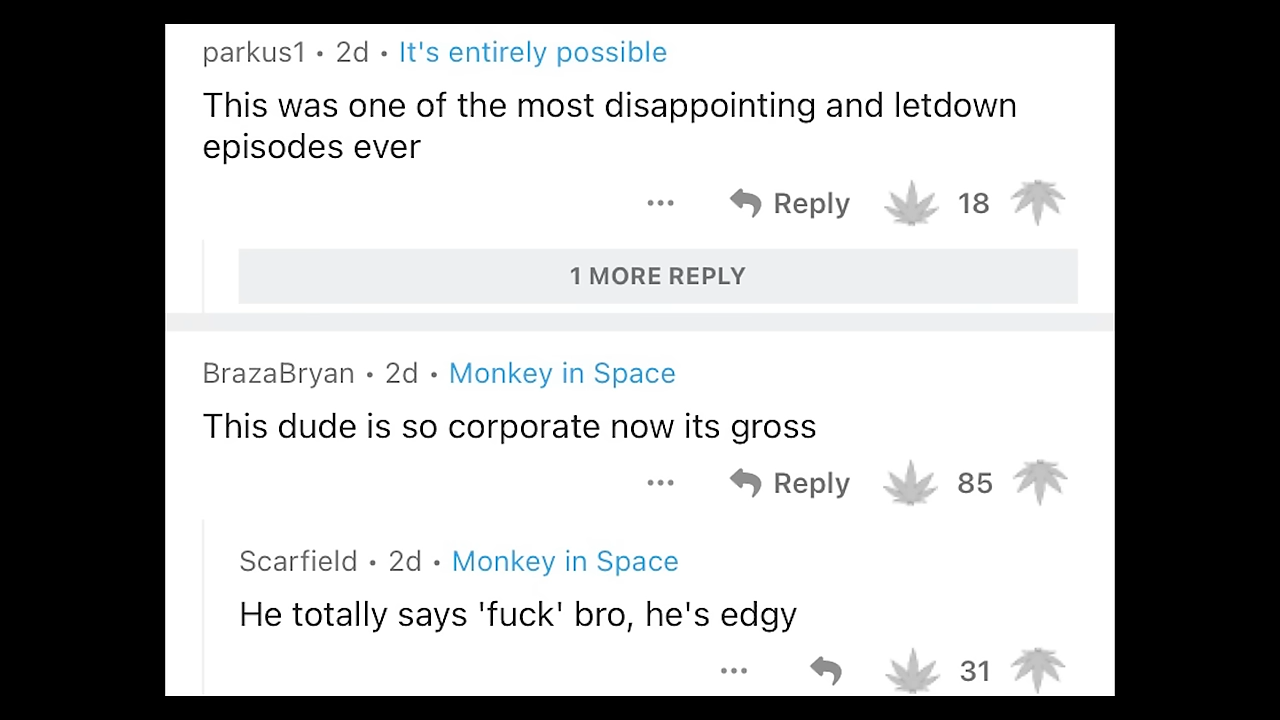 parkus1 • 2d • It's entirely possible
This was one of the most disappointing and letdown
episodes ever
... Reply 18
1 MORE REPLY
BrazaBryan • 2d • Monkey in Space
This dude is so corporate now its gross
... Reply 85
Scarfield • 2d • Monkey in Space
He totally says 'fuck' bro, he's edgy
... 31